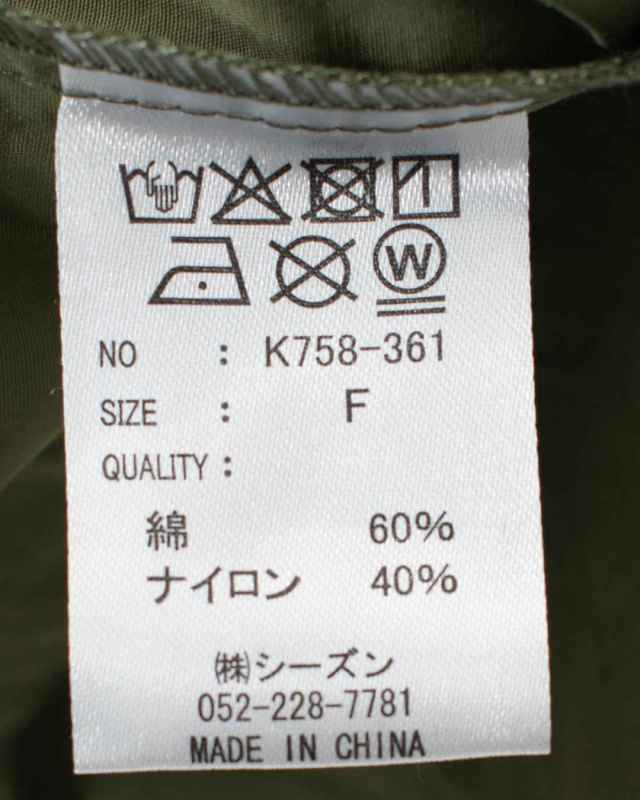 W
NO : K758-361
SIZE : F
QUALITY :
綿 60%
ナイロン 40%
㈱シーズン
052-228-7781
MADE IN CHINA